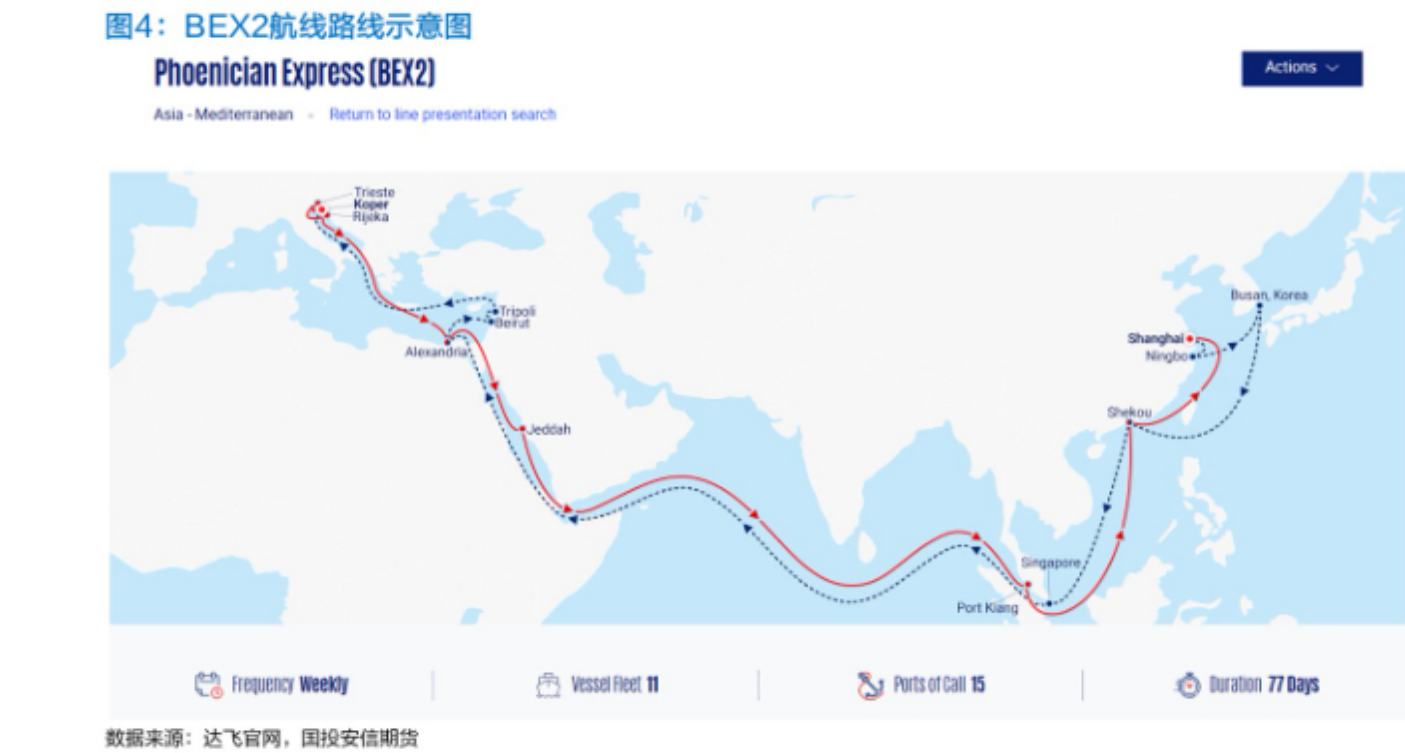 图4：BEX2航线路线示意图
Phoenician Express (BEX2)
Actions
Asia - Mediterranean
Return to line presentation search
Trieste
Koper
Rijeka
Tripoli
Beirut
Alexandria
Jeddah
Busan, Korea
Shanghai
Ningbo
Shekou
Singapore
Port Klang
Frequency Weekly
Vessel Fleet 11
Ports of Call 15
Duration 77 Days
数据来源：达飞官网，国投安信期货